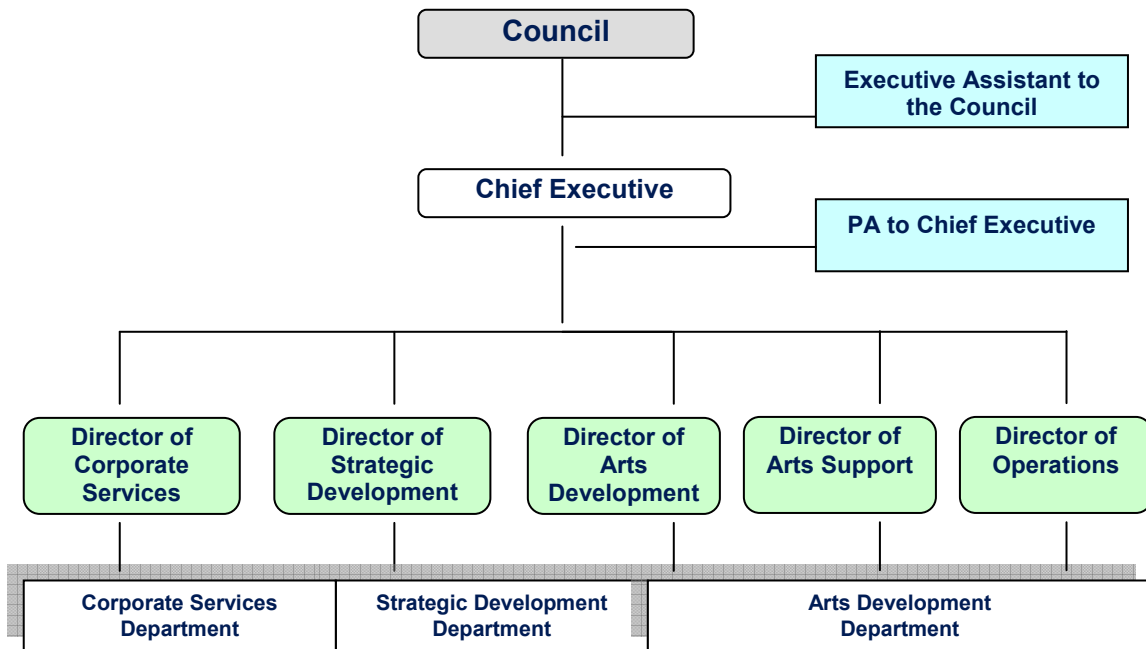 Council
Executive Assistant to
the Council
Chief Executive
PA to Chief Executive
Director of
Corporate
Services
Director of
Strategic
Development
Director of
Arts
Development
Director of
Arts Support
Director of
Operations
Corporate Services
Department
Strategic Development
Department
Arts Development
Department